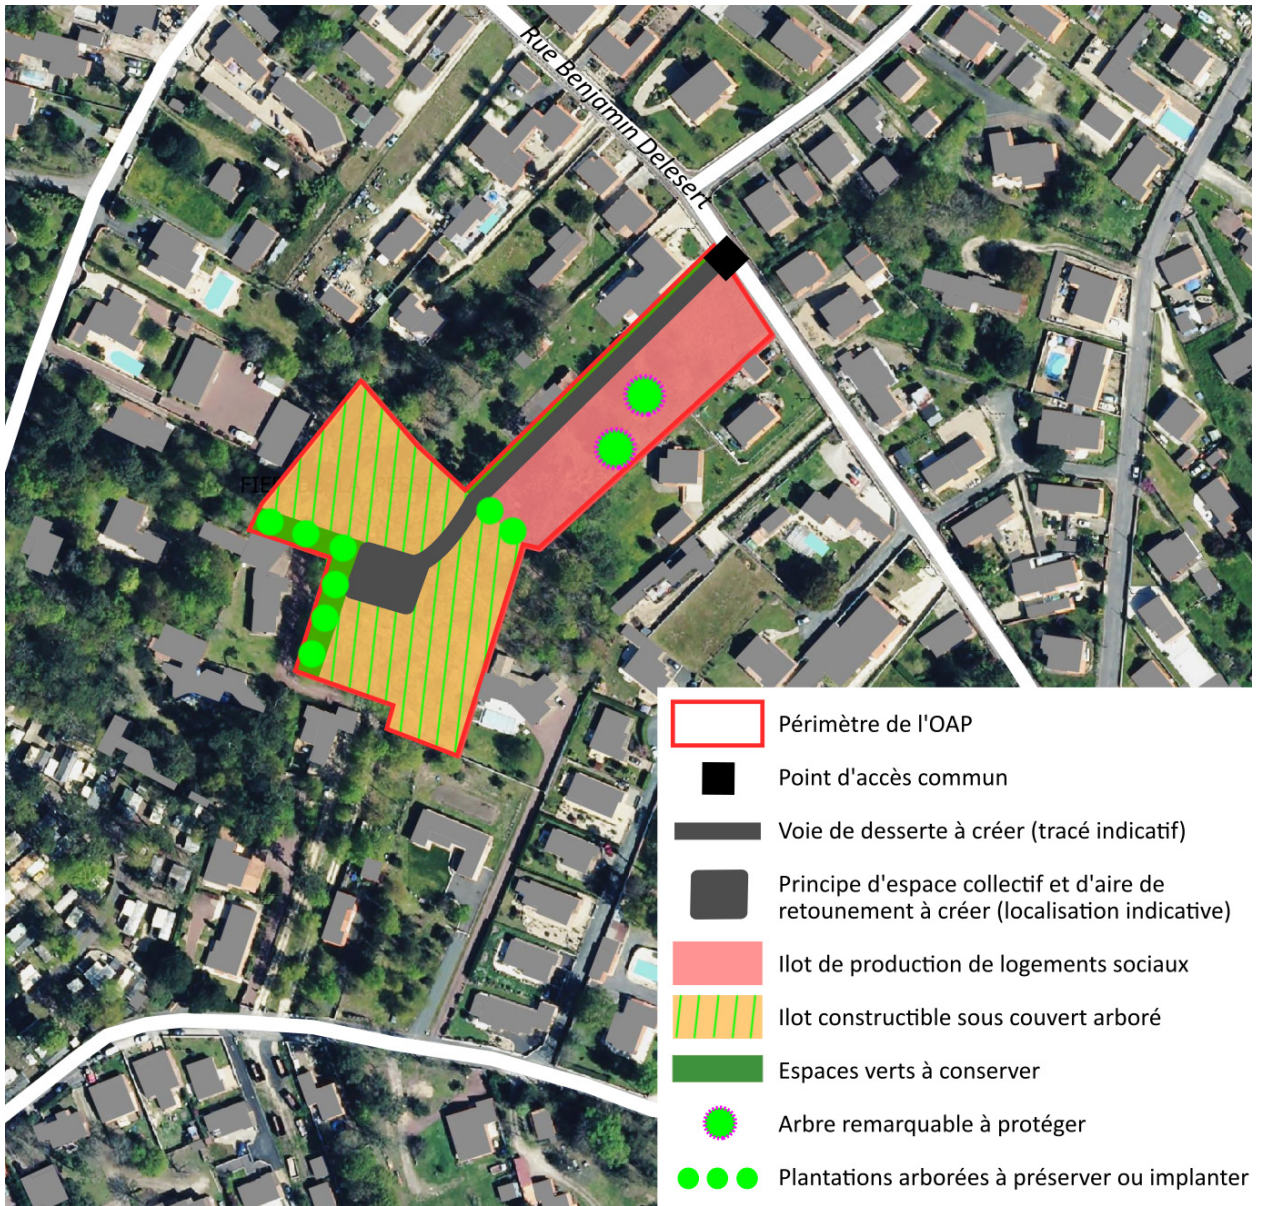 Rue Benjamin Delesert
Périmètre de l'OAP
Point d'accès commun
Voie de desserte à créer (tracé indicatif)
Principe d'espace collectif et d'aire de
retounement à créer (localisation indicative)
Ilot de production de logements sociaux
Ilot constructible sous couvert arboré
Espaces verts à conserver
Arbre remarquable à protéger
Plantations arborées à préserver ou implanter